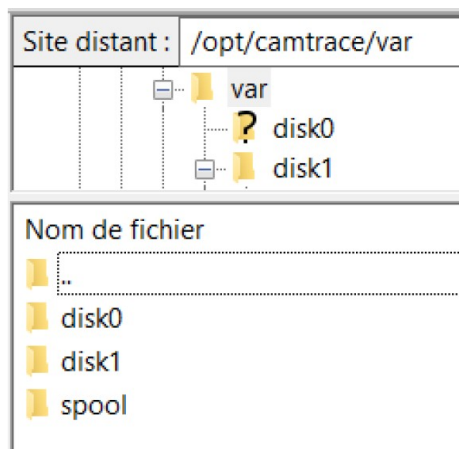 Site distant : /opt/camtrace/var
var
? disk0
disk1
Nom de fichier
..
disk0
disk1
spool